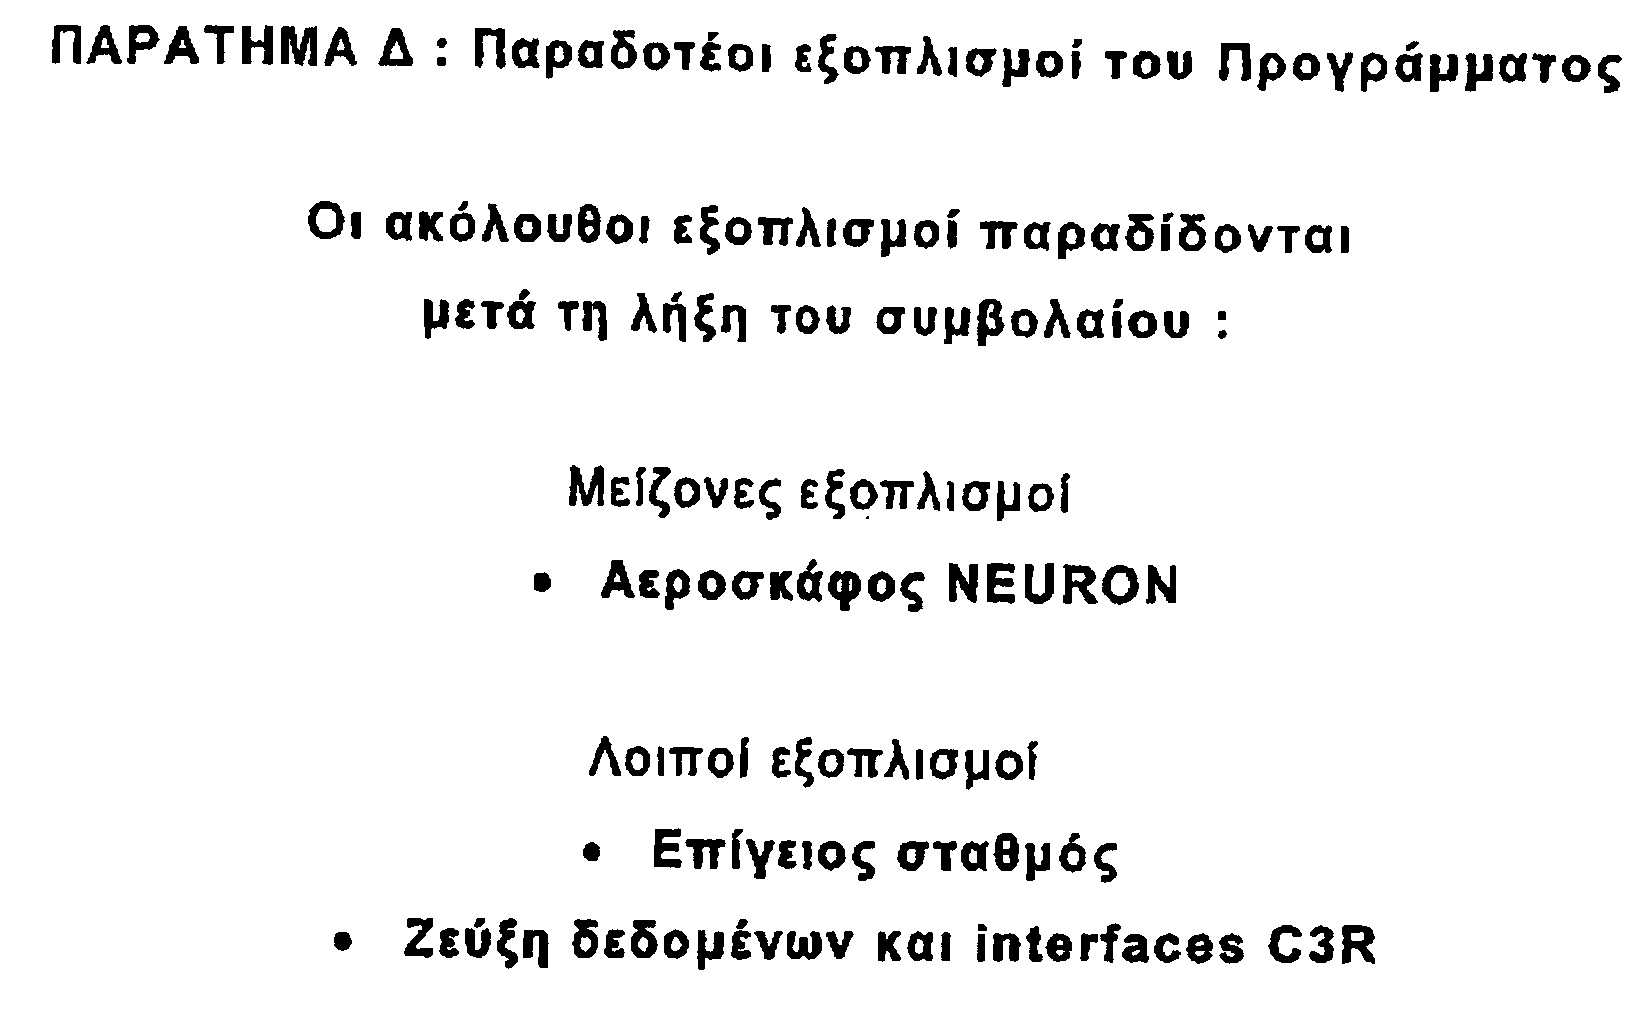 ΠΑΡΑΤΗΜΑ Δ : Παραδοτέοι εξοπλισμοί του Προγράμματος
Οι ακόλουθοι εξοπλισμοί παραδίδονται
μετά τη λήξη του συμβολαίου :
Μείζονες εξοπλισμοί
• Αεροσκάφος NEURON
Λοιποί εξοπλισμοί
• Επίγειος σταθμός
• Ζεύξη δεδομένων και interfaces C3R